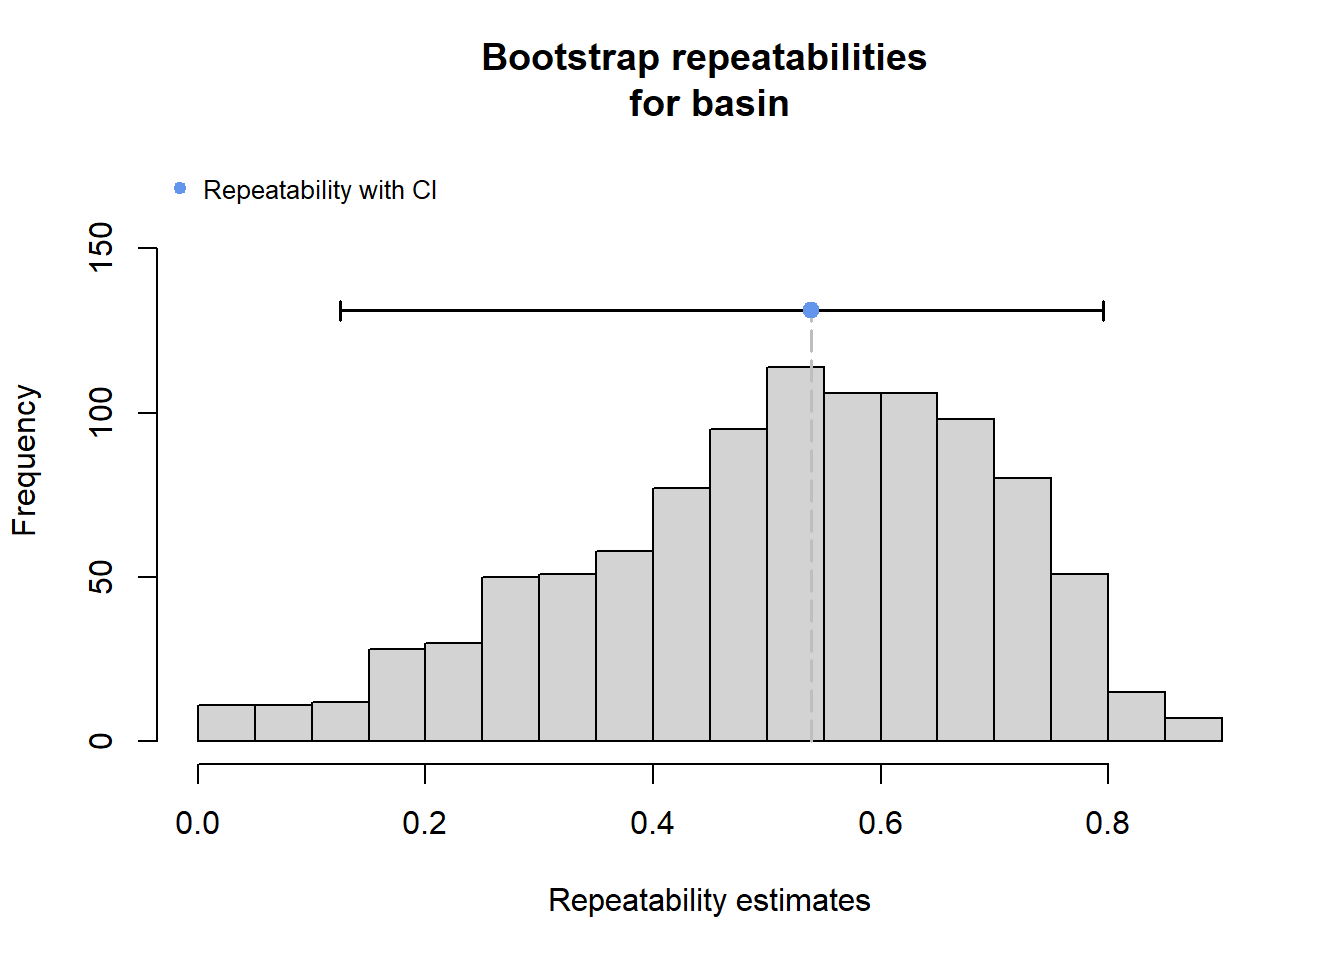 Bootstrap repeatabilities
for basin
Repeatability with CI
150
100
50
0
Frequency
0.0 0.2 0.4 0.6 0.8
Repeatability estimates